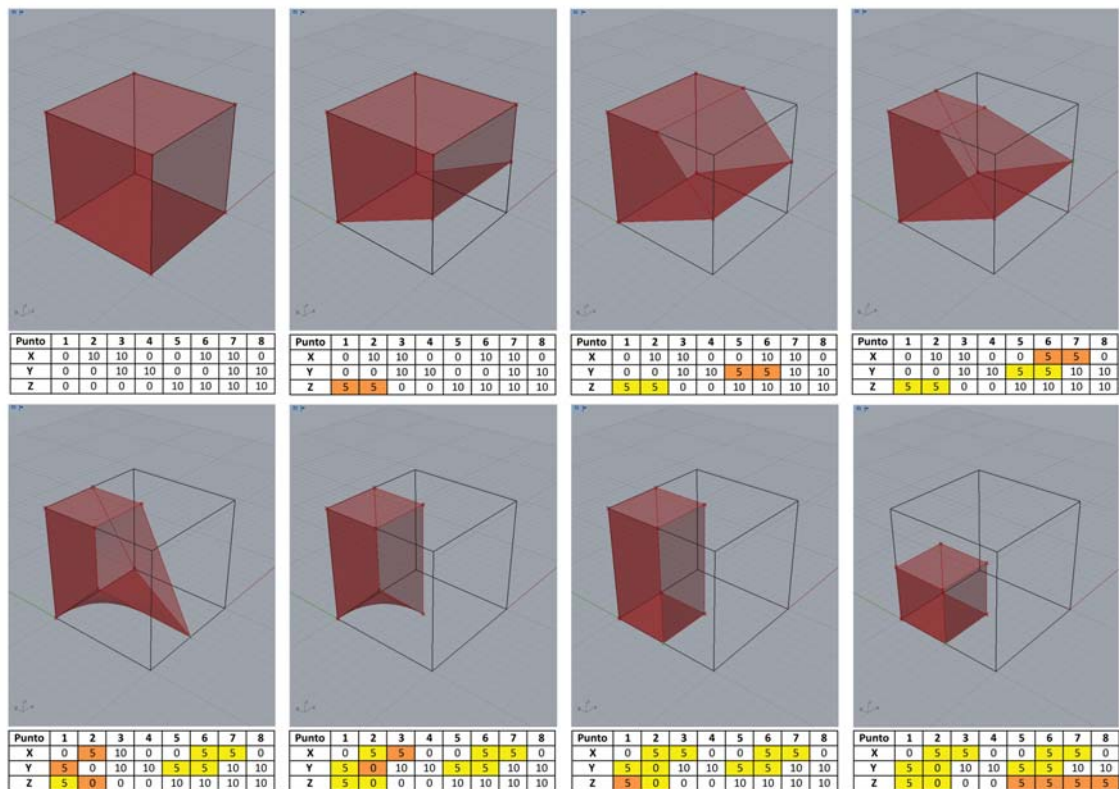 Punto 1 2 3 4 5 6 7 8
X 0 10 10 0 0 10 10 0
Y 0 0 10 10 0 0 10 10
Z 0 0 0 0 10 10 10 10
Punto 1 2 3 4 5 6 7 8
X 0 10 10 0 0 10 10 0
Y 0 0 10 10 0 0 10 10
Z 5 5 0 0 10 10 10 10
Punto 1 2 3 4 5 6 7 8
X 0 10 10 0 0 10 10 0
Y 0 0 10 10 5 5 10 10
Z 5 5 0 0 10 10 10 10
Punto 1 2 3 4 5 6 7 8
X 0 10 10 0 0 5 5 0
Y 0 0 10 10 5 5 10 10
Z 5 5 0 0 10 10 10 10
Punto 1 2 3 4 5 6 7 8
X 0 5 10 0 0 5 5 0
Y 5 0 10 10 5 5 10 10
Z 5 0 0 0 10 10 10 10
Punto 1 2 3 4 5 6 7 8
X 0 5 5 0 0 5 5 0
Y 5 0 10 10 5 5 10 10
Z 5 0 0 0 10 10 10 10
Punto 1 2 3 4 5 6 7 8
X 0 5 5 0 0 5 5 0
Y 5 0 10 10 5 5 10 10
Z 5 0 0 0 10 10 10 10
Punto 1 2 3 4 5 6 7 8
X 0 5 5 0 0 5 5 0
Y 5 0 10 10 5 5 10 10
Z 5 0 0 0 5 5 5 5